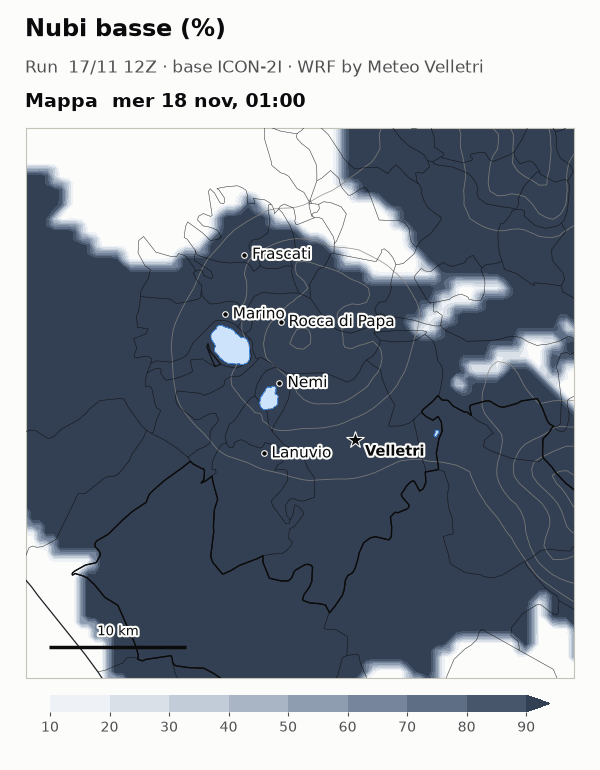 Nubi basse (%)
Run  17/11 12Z · base ICON-2I · WRF by Meteo Velletri
Mappa  mer 18 nov, 01:00
Frascati
Marino
Rocca di Papa
Nemi
Velletri
Lanuvio
10 km
10 20 30 40 50 60 70 80 90